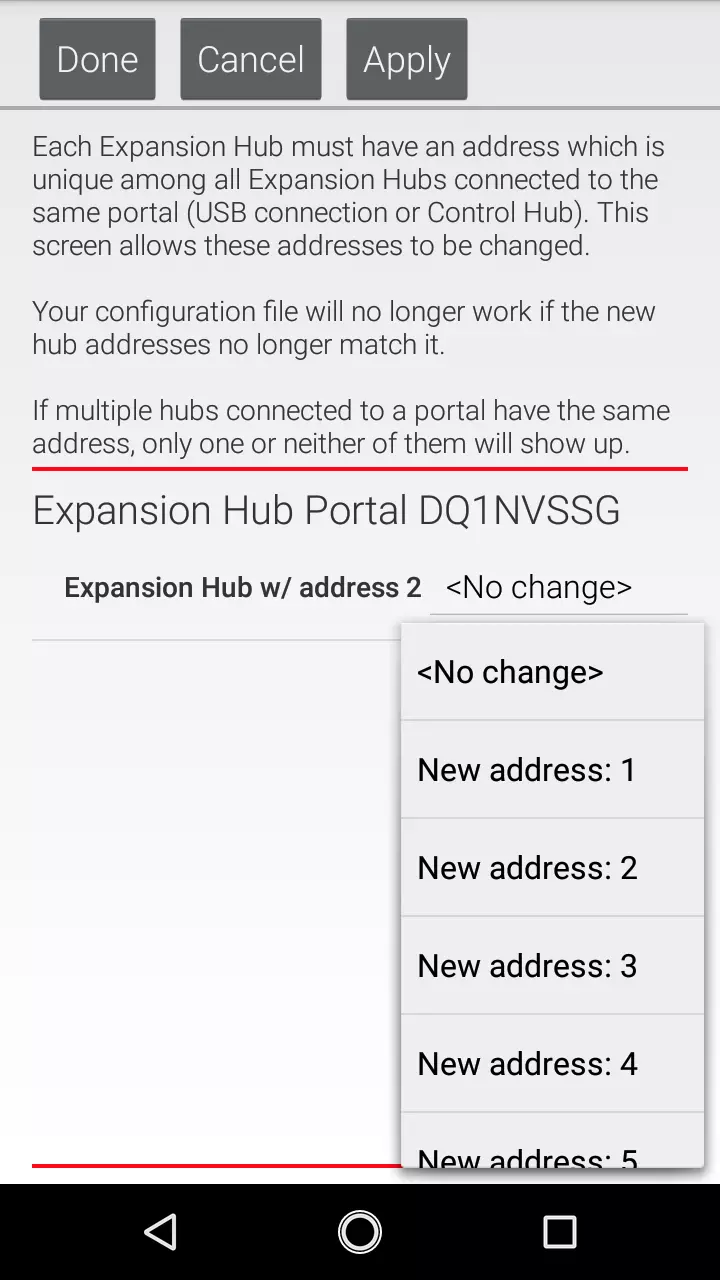 Done
Cancel
Apply
Each Expansion Hub must have an address which is
unique among all Expansion Hubs connected to the
same portal (USB connection or Control Hub). This
screen allows these addresses to be changed.
Your configuration file will no longer work if the new
hub addresses no longer match it.
If multiple hubs connected to a portal have the same
address, only one or neither of them will show up.
Expansion Hub Portal DQ1NVSSG
Expansion Hub w/ address 2
<No change>
<No change>
New address: 1
New address: 2
New address: 3
New address: 4
New address: 5